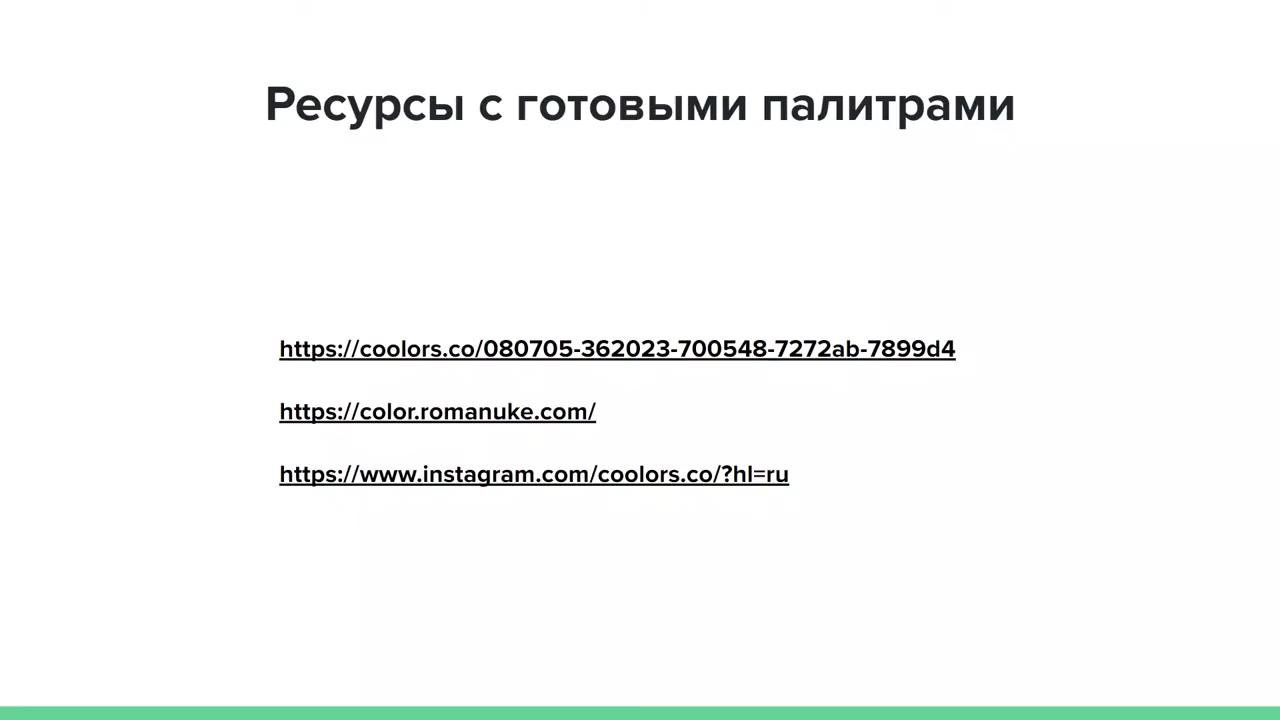 Ресурсы с готовыми палитрами
https://coolors.co/080705-362023-700548-7272ab-7899d4
https://color.romanuke.com/
https://www.instagram.com/coolors.co/?hl=ru